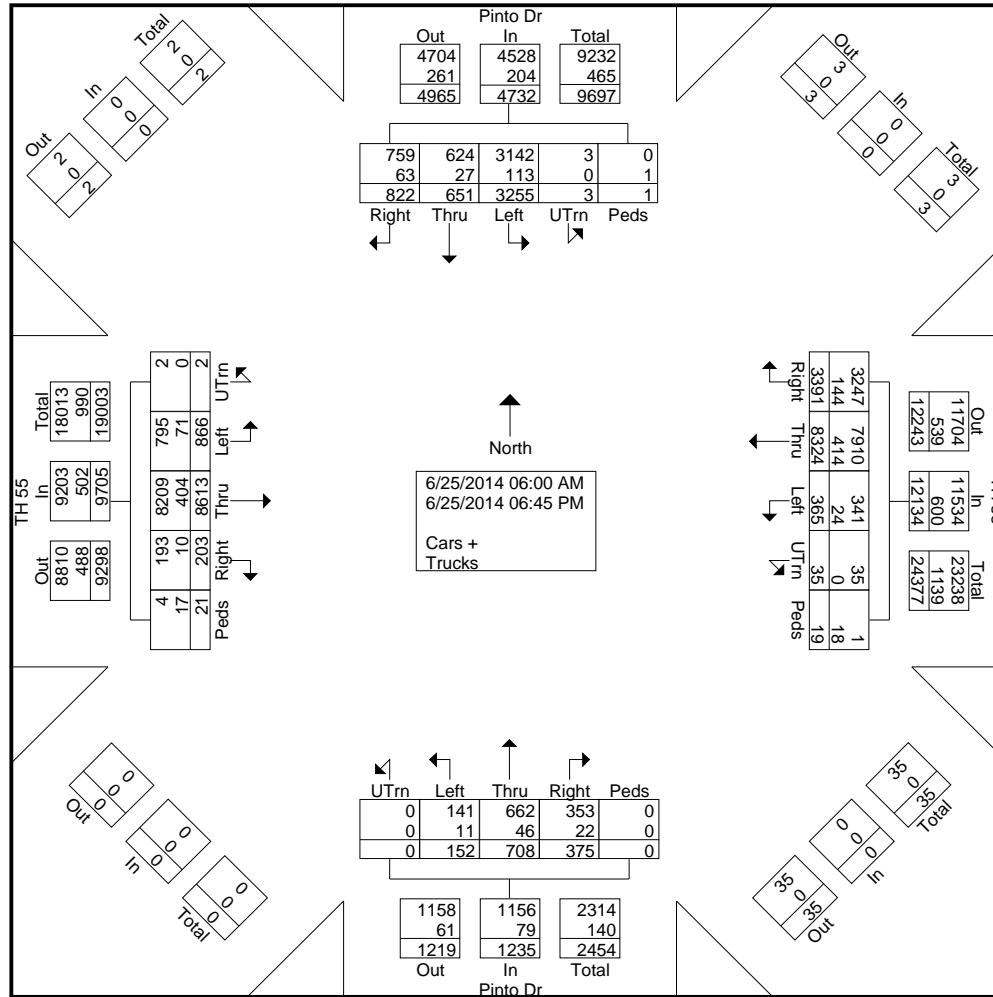 Pinto Dr
Out In Total
4704 4528 9232
261 204 465
4965 4732 9697
759 624 3142 3 0
63 27 113 0 1
822 651 3255 3 1
Right Thru Left UTrn Peds
Total
2
0
2
In
0
0
0
Out
2
0
2
Out
3
0
3
In
0
0
0
Total
3
0
3
TH 55
Total
18013
990
19003
In
9203
502
9705
Out
8810
488
9298
2 0 2 UTrn
795 71 866 Left
8209 404 8613 Thru
193 10 203 Right
4 17 21 Peds
North
6/25/2014 06:00 AM
6/25/2014 06:45 PM
Cars +
Trucks
Right 3391 144 3247
Thru 8324 414 7910
Left 365 24 341
UTrn 35 0 35
Peds 19 18 1
Out
11704
539
12243
In
11534
600
12134
Total
23238
1139
24377
UTrn Left Thru Right Peds
0 141 662 353 0
0 11 46 22 0
0 152 708 375 0
1158 1156 2314
61 79 140
1219 1235 2454
Out In Total
Pinto Dr
0
0
0
Out
0
0
0
In
0
0
0
Total
35
0
35
Total
0
0
0
In
35
0
35
Out